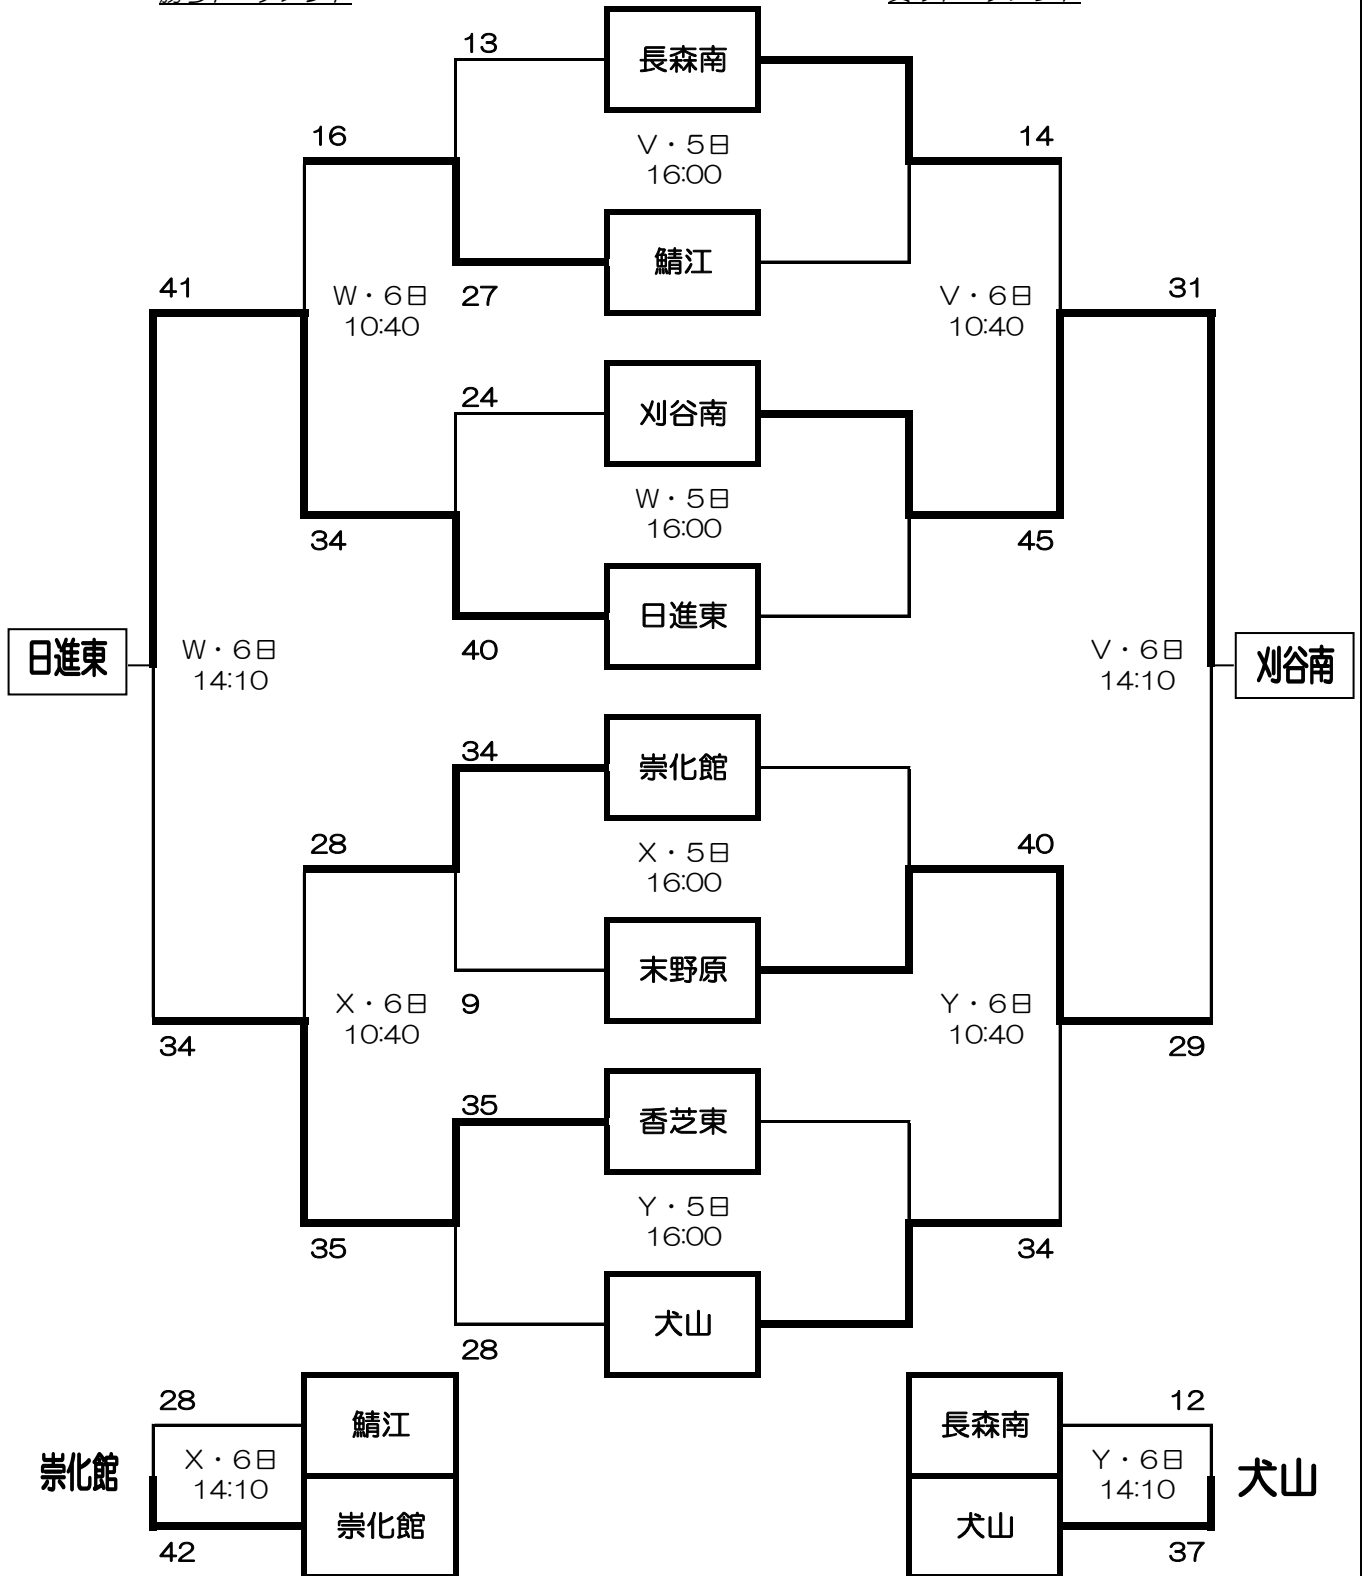 13
長森南
16
V・5日
16:00
14
鯖江
41
W・6日
10:40
27
V・6日
10:40
31
24
刈谷南
W・5日
16:00
34
45
日進東
40
日進東
W・6日
14:10
V・6日
14:10
刈谷南
34
崇化館
28
X・5日
16:00
40
末野原
X・6日
10:40
9
Y・6日
10:40
34
29
35
香芝東
Y・5日
16:00
35
34
犬山
28
28
鯖江
長森南
12
崇化館
X・6日
14:10
Y・6日
14:10
犬山
崇化館
犬山
42
37